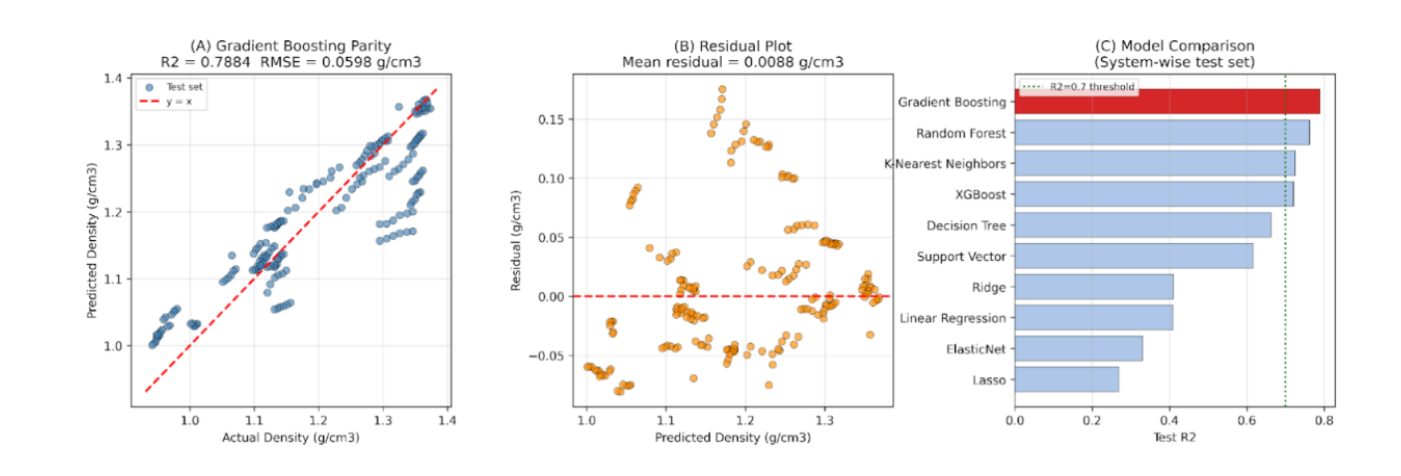 (A) Gradient Boosting Parity
R2 = 0.7884 RMSE = 0.0598 g/cm3
Test set
y = x
1.4
1.3
1.2
1.1
1.0
Predicted Density (g/cm3)
1.0 1.1 1.2 1.3 1.4
Actual Density (g/cm3)
(B) Residual Plot
Mean residual = 0.0088 g/cm3
0.15
0.10
0.05
0.00
−0.05
Residual (g/cm3)
1.0 1.1 1.2 1.3
Predicted Density (g/cm3)
(C) Model Comparison
(System-wise test set)
R2=0.7 threshold
Gradient Boosting
Random Forest
K-Nearest Neighbors
XGBoost
Decision Tree
Support Vector
Ridge
Linear Regression
ElasticNet
Lasso
0.0 0.2 0.4 0.6 0.8
Test R2